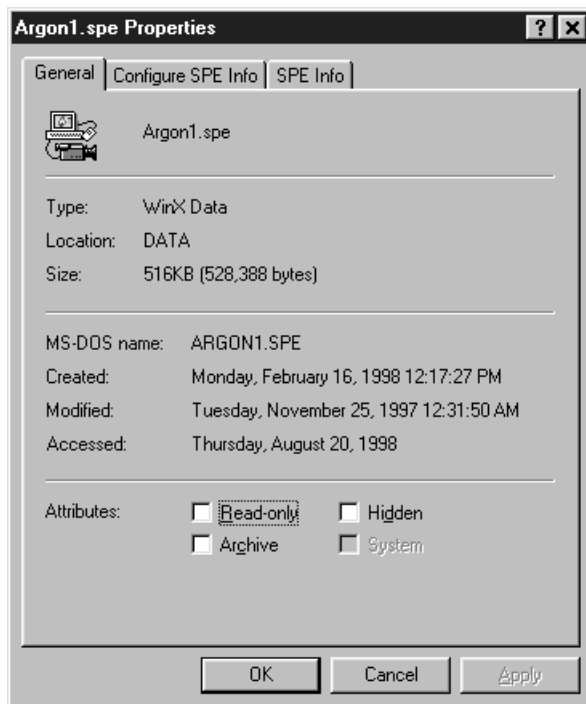 Argon1.spe Properties
General Configure SPE Info SPE Info
Argon1.spe
Type: WinX Data
Location: DATA
Size: 516KB (528,388 bytes)
MS-DOS name: ARGON1.SPE
Created: Monday, February 16, 1998 12:17:27 PM
Modified: Tuesday, November 25, 1997 12:31:50 AM
Accessed: Thursday, August 20, 1998
Attributes: Read-only Hidden
Archive System
OK Cancel Apply